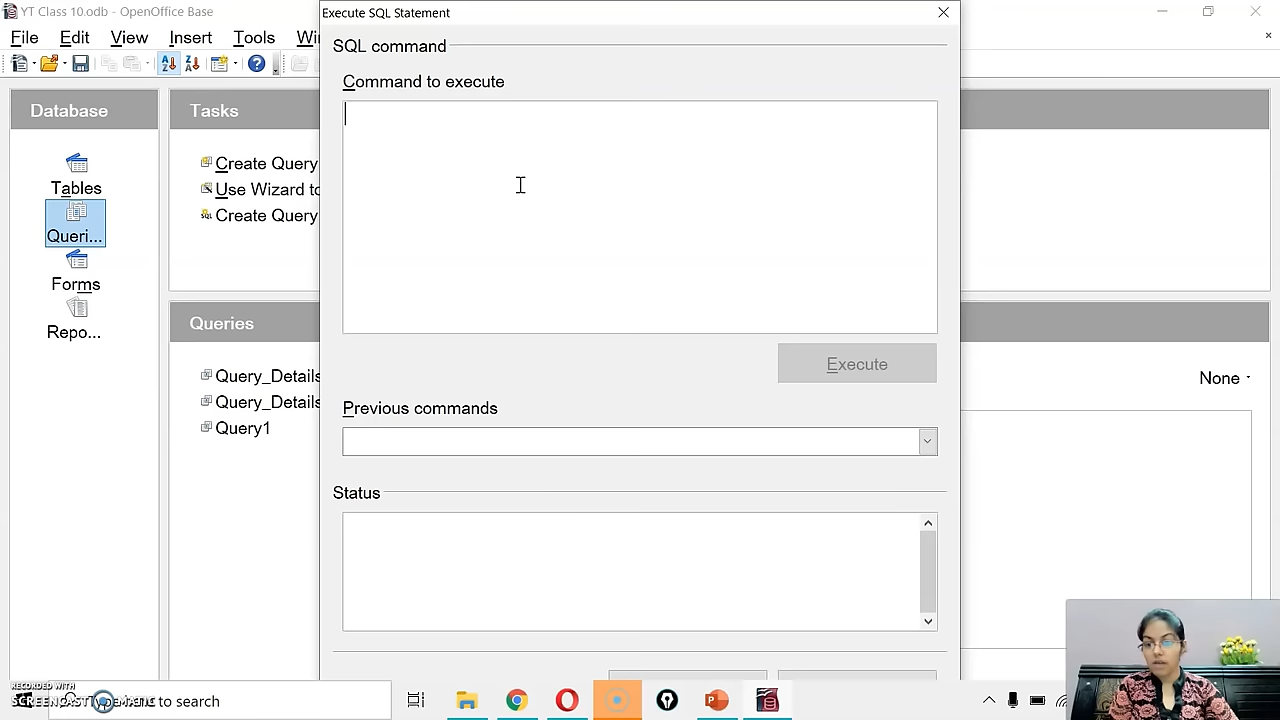 YT Class 10.odb - OpenOffice Base
Execute SQL Statement
File Edit View Insert Tools
SQL command
Command to execute
Database
Tasks
Tables
Create Query
Use Wizard to
Create Query
Queri...
Forms
Repo...
Execute
Queries
Query_Details
Query_Details
Query1
None
Previous commands
Status
RECORDED WITH
SCREENCAST MATIC
to search